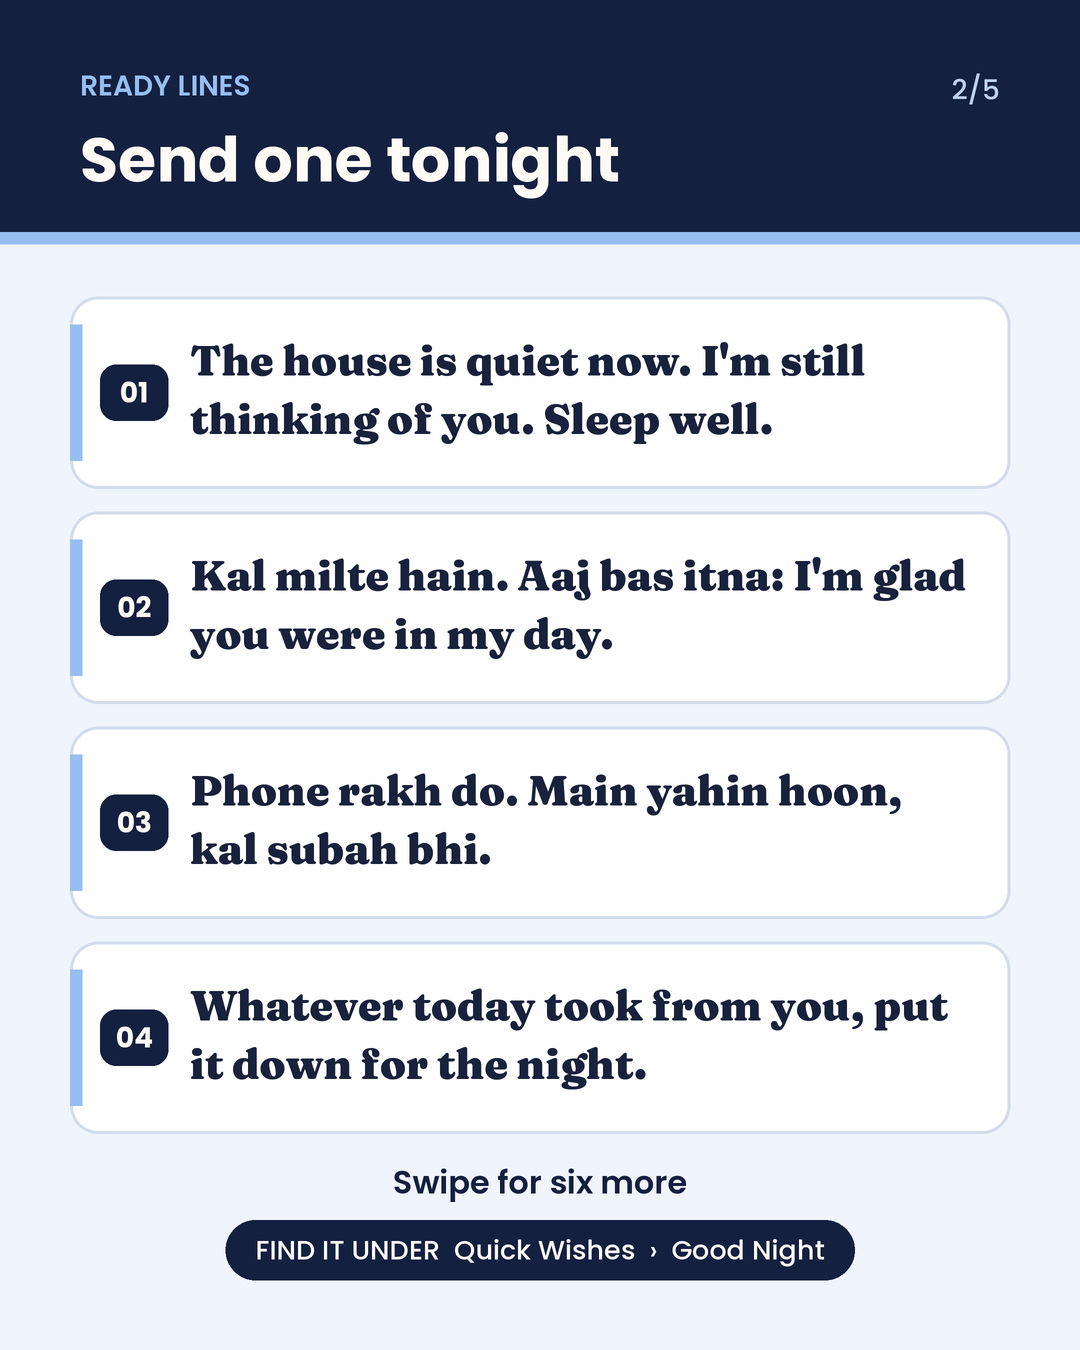 READY LINES
2/5
Send one tonight
01
The house is quiet now. I'm still
thinking of you. Sleep well.
02
Kal milte hain. Aaj bas itna: I'm glad
you were in my day.
03
Phone rakh do. Main yahin hoon,
kal subah bhi.
04
Whatever today took from you, put
it down for the night.
Swipe for six more
FIND IT UNDER Quick Wishes › Good Night